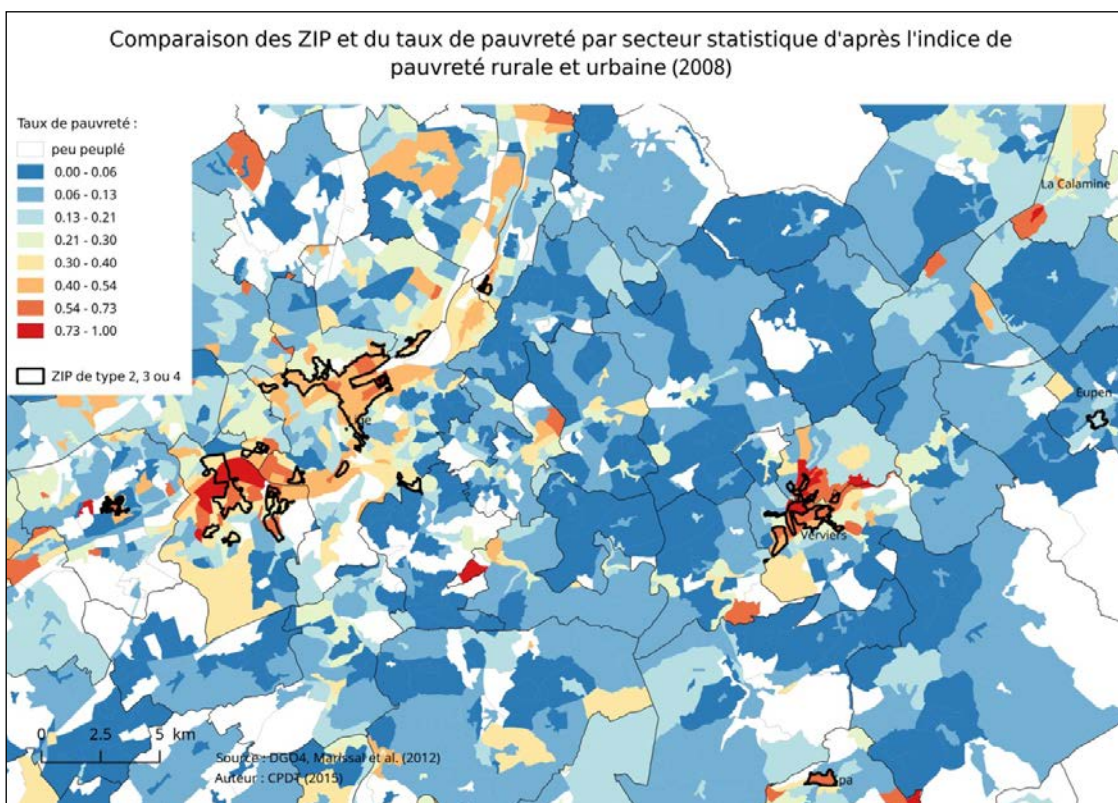 Comparaison des ZIP et du taux de pauvreté par secteur statistique d'après l'indice de
pauvreté rurale et urbaine (2008)
Taux de pauvreté :
peu peuplé
0.00 - 0.06
0.06 - 0.13
0.13 - 0.21
0.21 - 0.30
0.30 - 0.40
0.40 - 0.54
0.54 - 0.73
0.73 - 1.00
ZIP de type 2, 3 ou 4
La Calamine
Eupen
Verviers
0 2.5 5 km
Source : DGO4, Marissal et al. (2012)
Auteur : CPDT (2015)